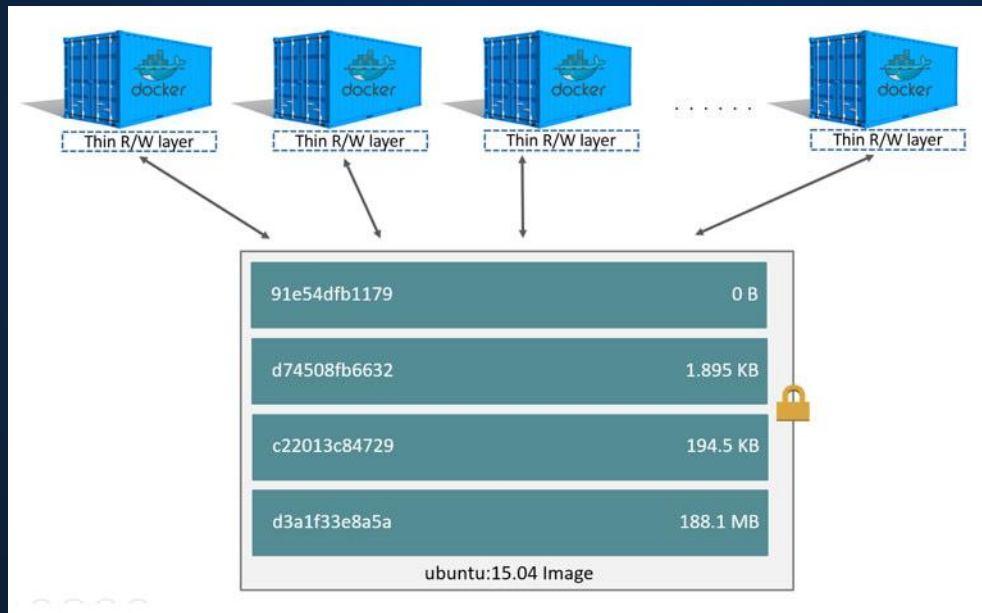 docker
docker
docker
docker
. . . . . .
Thin R/W layer
Thin R/W layer
Thin R/W layer
Thin R/W layer
91e54dfb1179 0 B
d74508fb6632 1.895 KB
c22013c84729 194.5 KB
d3a1f33e8a5a 188.1 MB
ubuntu:15.04 Image